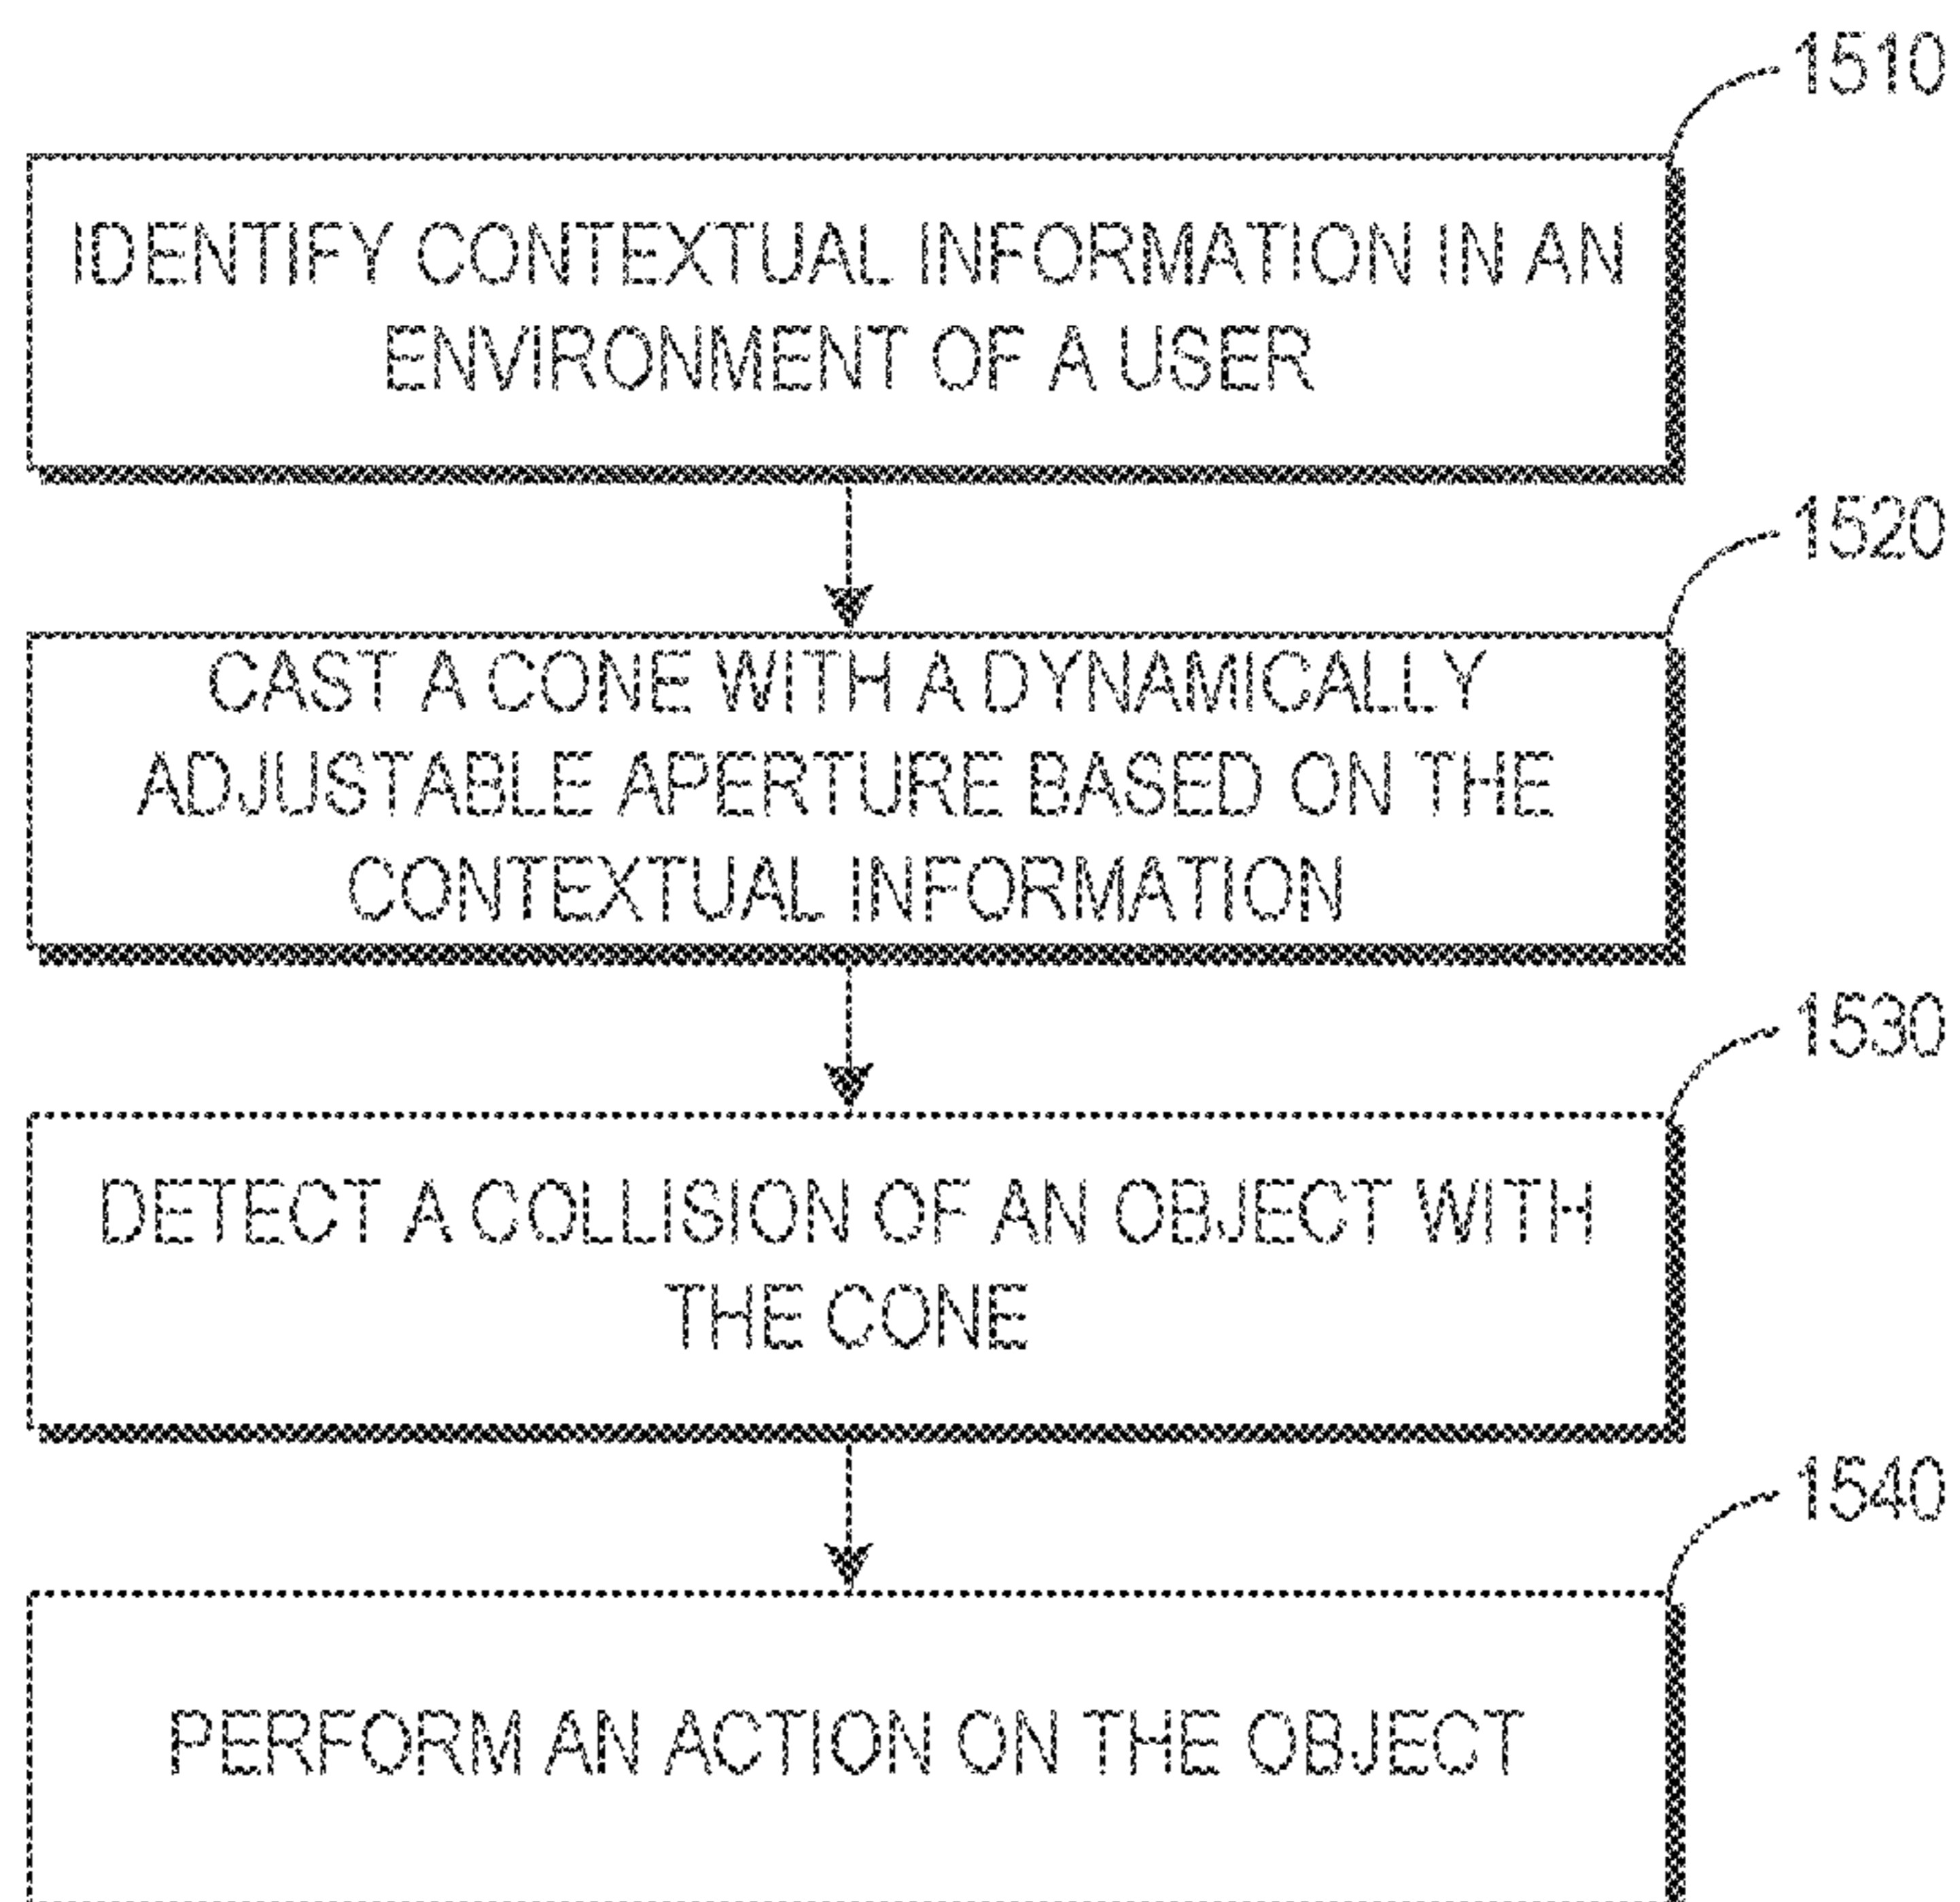 1510
IDENTIFY CONTEXTUAL INFORMATION IN AN
ENVIRONMENT OF A USER
1520
CAST A CONE WITH A DYNAMICALLY
ADJUSTABLE APERTURE BASED ON THE
CONTEXTUAL INFORMATION
1530
DETECT A COLLISION OF AN OBJECT WITH
THE CONE
1540
PERFORM AN ACTION ON THE OBJECT